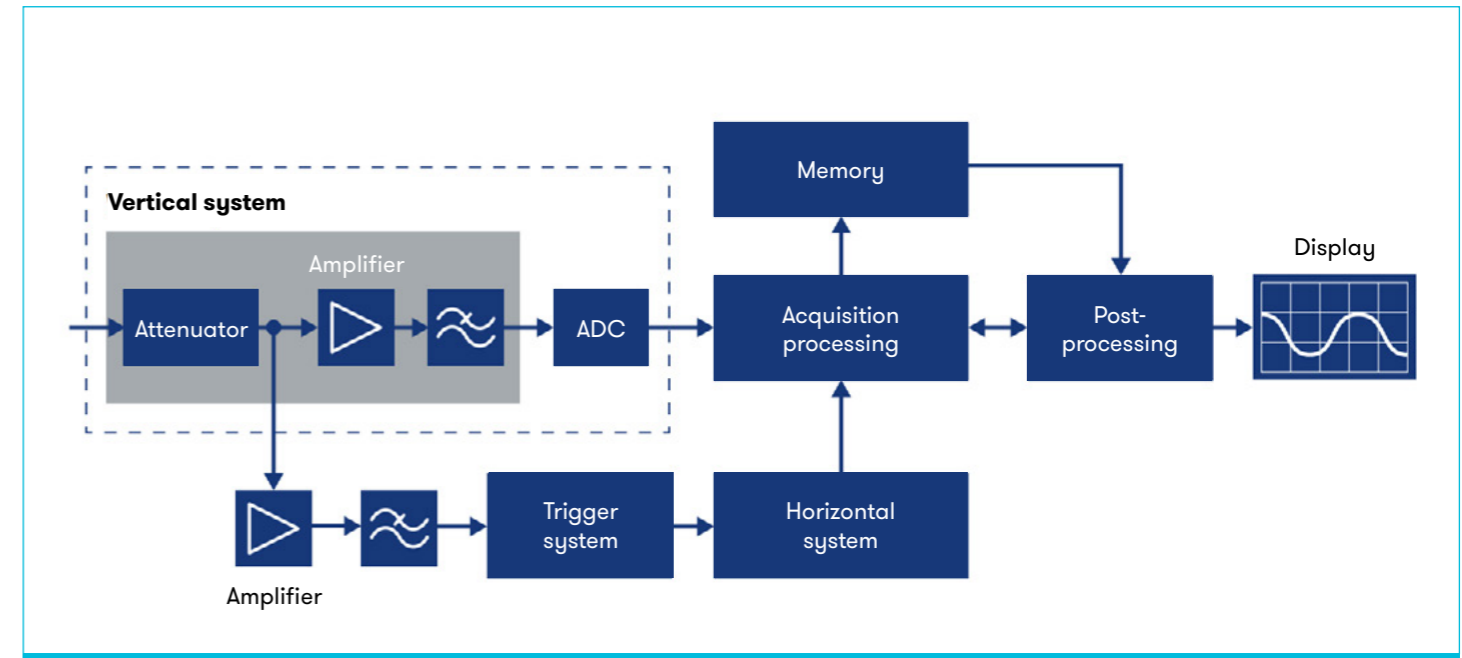 Vertical system
Amplifier
Attenuator
ADC
Memory
Acquisition
processing
Post-
processing
Display
Amplifier
Trigger
system
Horizontal
system